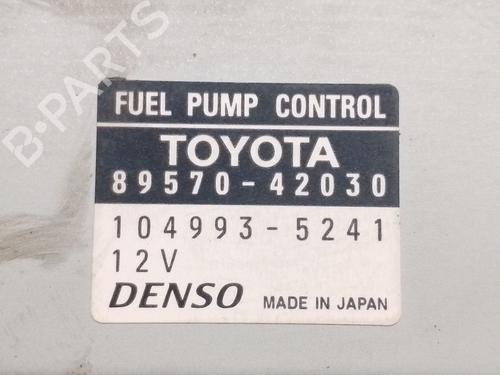 B-PARTS
FUEL PUMP CONTROL
TOYOTA
89570-42030
104993-5241
12V
DENSO MADE IN JAPAN